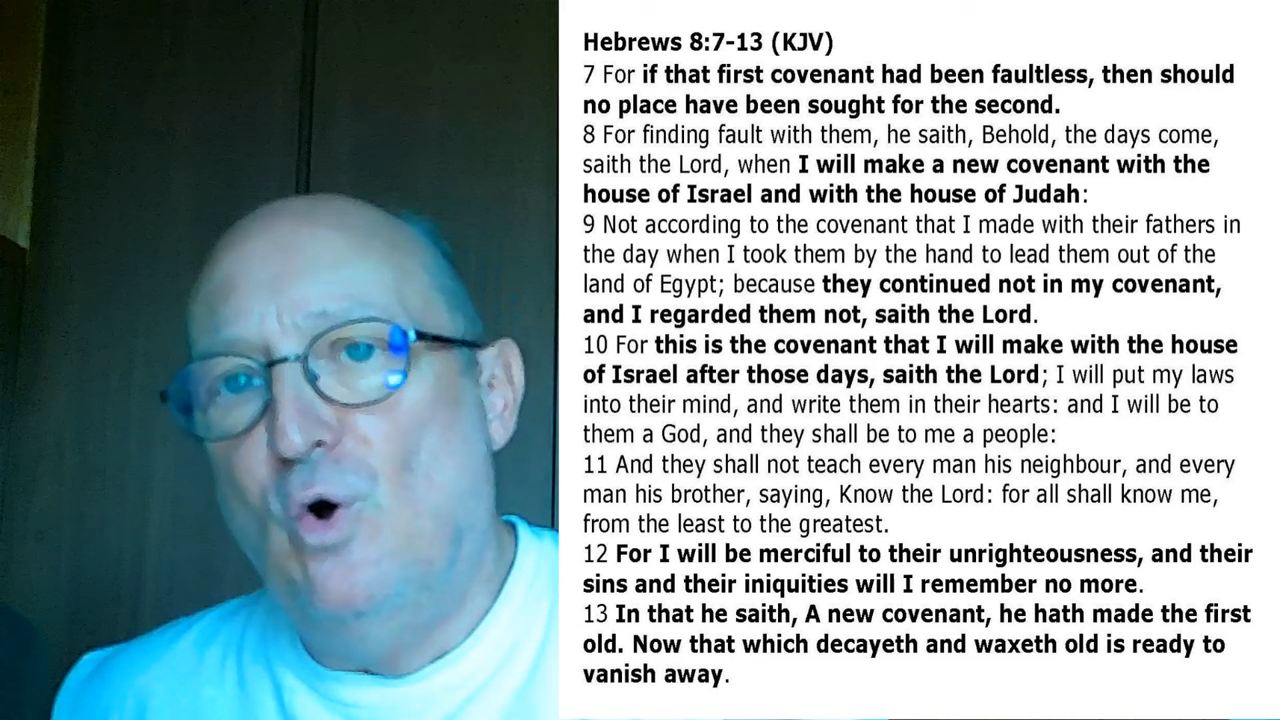 Hebrews 8:7-13 (KJV)
7 For if that first covenant had been faultless, then should
no place have been sought for the second.
8 For finding fault with them, he saith, Behold, the days come,
saith the Lord, when I will make a new covenant with the
house of Israel and with the house of Judah:
9 Not according to the covenant that I made with their fathers in
the day when I took them by the hand to lead them out of the
land of Egypt; because they continued not in my covenant,
and I regarded them not, saith the Lord.
10 For this is the covenant that I will make with the house
of Israel after those days, saith the Lord; I will put my laws
into their mind, and write them in their hearts: and I will be to
them a God, and they shall be to me a people:
11 And they shall not teach every man his neighbour, and every
man his brother, saying, Know the Lord: for all shall know me,
from the least to the greatest.
12 For I will be merciful to their unrighteousness, and their
sins and their iniquities will I remember no more.
13 In that he saith, A new covenant, he hath made the first
old. Now that which decayeth and waxeth old is ready to
vanish away.